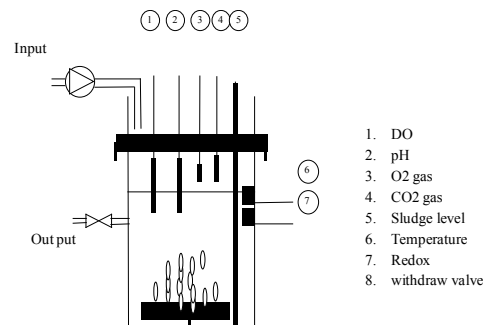 1 2 3 4 5
Input
6
7
Out put
1. DO
2. pH
3. O2 gas
4. CO2 gas
5. Sludge level
6. Temperature
7. Redox
8. withdraw valve